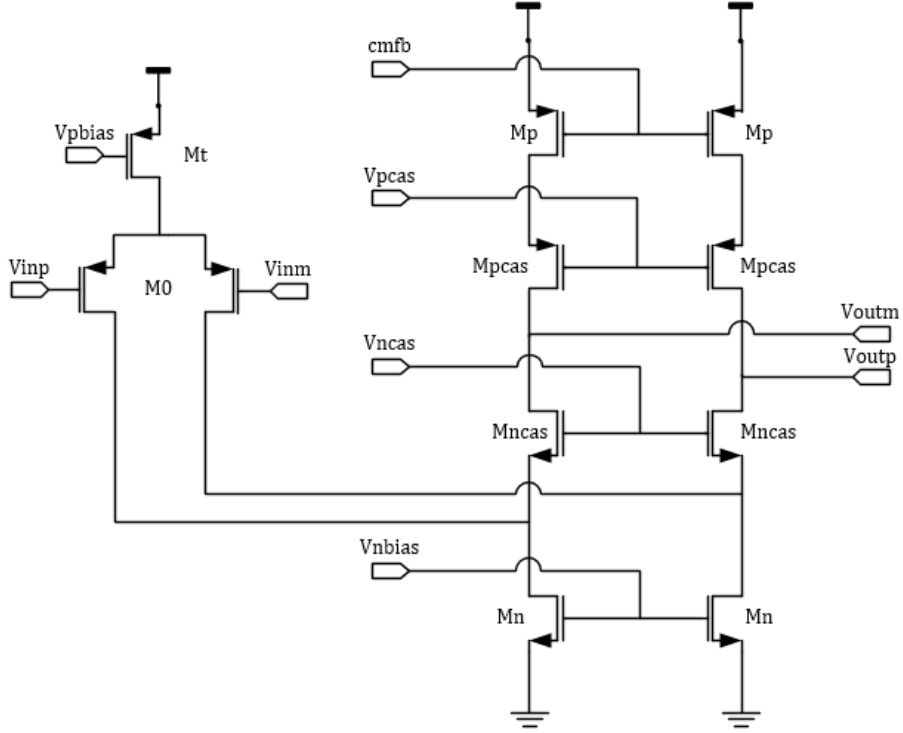 cmfb
Mp
Mp
Vpbias
Mt
Vpcas
Vinp
M0
Vinm
Mpcas
Mpcas
Voutm
Vncas
Voutp
Mncas
Mncas
Vnbias
Mn
Mn